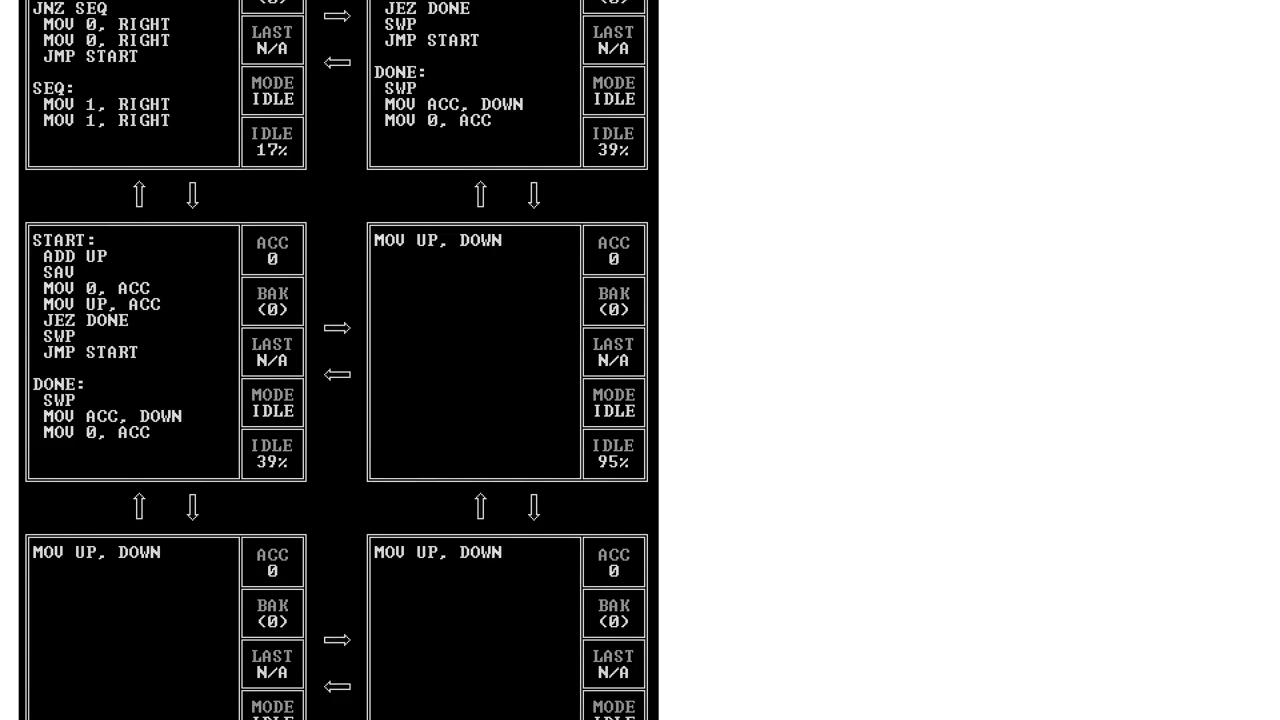 JNZ SEQ
MOV 0, RIGHT
MOV 0, RIGHT
JMP START
SEQ:
MOV 1, RIGHT
MOV 1, RIGHT
LAST
N/A
MODE
IDLE
IDLE
17%
JEZ DONE
SWP
JMP START
DONE:
SWP
MOV ACC, DOWN
MOV 0, ACC
(0)
LAST
N/A
MODE
IDLE
IDLE
39%
START:
ADD UP
SAV
MOV 0, ACC
MOV UP, ACC
JEZ DONE
SWP
JMP START
DONE:
SWP
MOV ACC, DOWN
MOV 0, ACC
ACC
0
BAK
(0)
LAST
N/A
MODE
IDLE
IDLE
39%
MOV UP, DOWN
ACC
0
BAK
(0)
LAST
N/A
MODE
IDLE
IDLE
95%
MOV UP, DOWN
ACC
0
BAK
(0)
LAST
N/A
MODE
MOV UP, DOWN
ACC
0
BAK
(0)
LAST
N/A
MODE